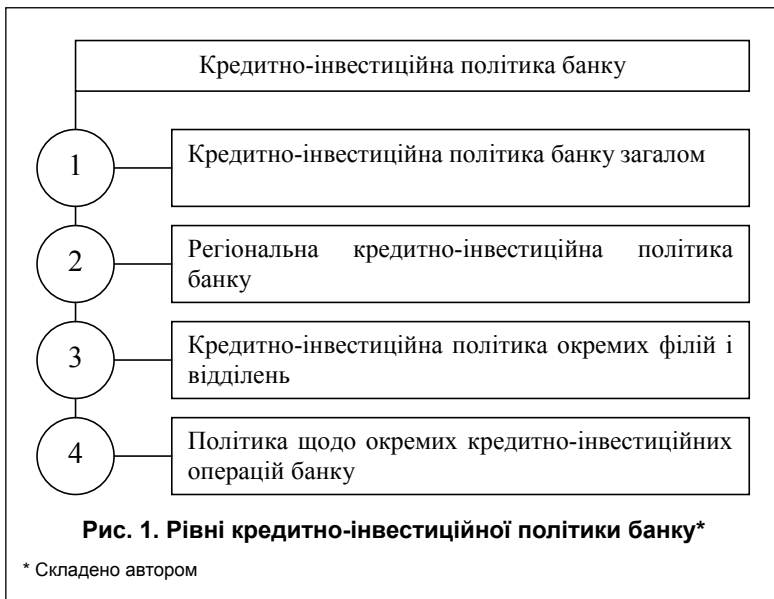 Кредитно-інвестиційна політика банку
1
Кредитно-інвестиційна політика банку загалом
2
Регіональна кредитно-інвестиційна політика
банку
3
Кредитно-інвестиційна політика окремих філій і
відділень
4
Політика щодо окремих кредитно-інвестиційних
операцій банку
Рис. 1. Рівні кредитно-інвестиційної політики банку*
* Складено автором